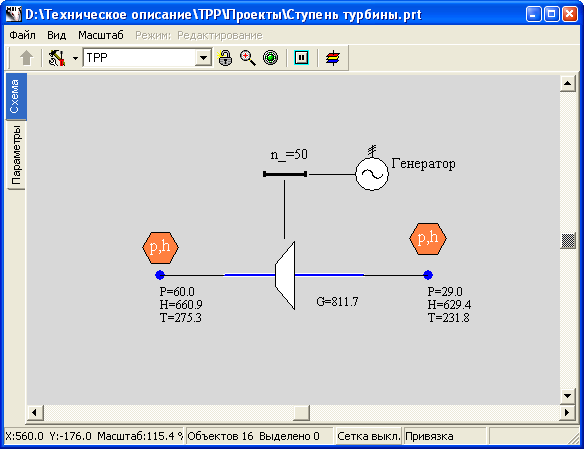 D:\Техническое описание\TPP\Проекты\Ступень турбины.prt
Файл Вид Масштаб Режим: Редактирование
TPP
Схема
Параметры
n_=50
Генератор
p,h
p,h
P=60.0
H=660.9
T=275.3
G=811.7
P=29.0
H=629.4
T=231.8
X:560.0 Y:-176.0 Масштаб:115.4 % Объектов 16 Выделено 0 Сетка выкл. Привязка